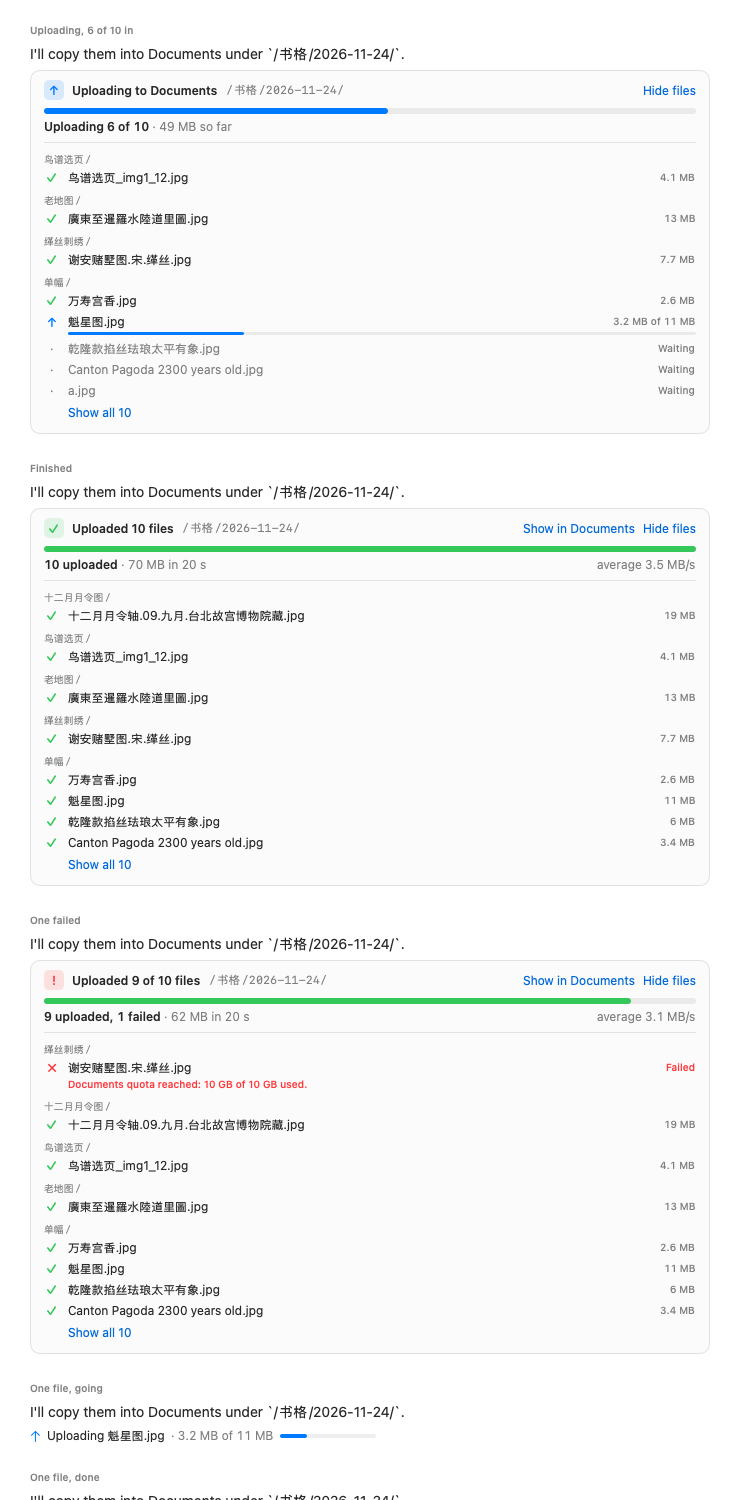 Uploading, 6 of 10 in
I'll copy them into Documents under `/书格/2026-11-24/`.
Uploading to Documents /书格/2026-11-24/ Hide files
Uploading 6 of 10 · 49 MB so far
鸟谱选页 /
鸟谱选页_img1_12.jpg 4.1 MB
老地图 /
廣東至暹羅水陸道里圖.jpg 13 MB
缂丝刺绣 /
谢安赌墅图.宋.缂丝.jpg 7.7 MB
单幅 /
万寿宫香.jpg 2.6 MB
魁星图.jpg 3.2 MB of 11 MB
· 乾隆款掐丝珐琅太平有象.jpg Waiting
· Canton Pagoda 2300 years old.jpg Waiting
· a.jpg Waiting
Show all 10
Finished
I'll copy them into Documents under `/书格/2026-11-24/`.
Uploaded 10 files /书格/2026-11-24/ Show in Documents Hide files
10 uploaded · 70 MB in 20 s average 3.5 MB/s
十二月月令图 /
十二月月令轴.09.九月.台北故宫博物院藏.jpg 19 MB
鸟谱选页 /
鸟谱选页_img1_12.jpg 4.1 MB
老地图 /
廣東至暹羅水陸道里圖.jpg 13 MB
缂丝刺绣 /
谢安赌墅图.宋.缂丝.jpg 7.7 MB
单幅 /
万寿宫香.jpg 2.6 MB
魁星图.jpg 11 MB
乾隆款掐丝珐琅太平有象.jpg 6 MB
Canton Pagoda 2300 years old.jpg 3.4 MB
Show all 10
One failed
I'll copy them into Documents under `/书格/2026-11-24/`.
! Uploaded 9 of 10 files /书格/2026-11-24/ Show in Documents Hide files
9 uploaded, 1 failed · 62 MB in 20 s average 3.1 MB/s
缂丝刺绣 /
谢安赌墅图.宋.缂丝.jpg Failed
Documents quota reached: 10 GB of 10 GB used.
十二月月令图 /
十二月月令轴.09.九月.台北故宫博物院藏.jpg 19 MB
鸟谱选页 /
鸟谱选页_img1_12.jpg 4.1 MB
老地图 /
廣東至暹羅水陸道里圖.jpg 13 MB
单幅 /
万寿宫香.jpg 2.6 MB
魁星图.jpg 11 MB
乾隆款掐丝珐琅太平有象.jpg 6 MB
Canton Pagoda 2300 years old.jpg 3.4 MB
Show all 10
One file, going
I'll copy them into Documents under `/书格/2026-11-24/`.
Uploading 魁星图.jpg · 3.2 MB of 11 MB
One file, done
I'll copy them into Documents under `/书格/2026-11-24/`.